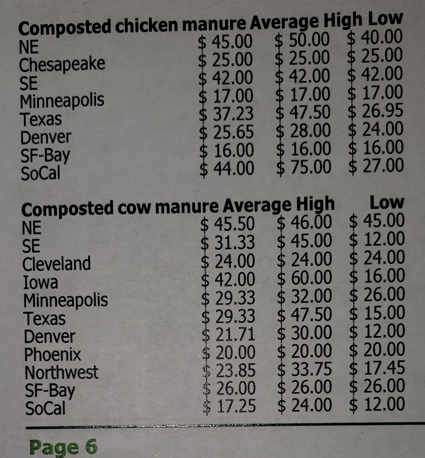 Composted chicken manure Average High Low
NE $ 45.00 $ 50.00 $ 40.00
Chesapeake $ 25.00 $ 25.00 $ 25.00
SE $ 42.00 $ 42.00 $ 42.00
Minneapolis $ 17.00 $ 17.00 $ 17.00
Texas $ 37.23 $ 47.50 $ 26.95
Denver $ 25.65 $ 28.00 $ 24.00
SF-Bay $ 16.00 $ 16.00 $ 16.00
SoCal $ 44.00 $ 75.00 $ 27.00
Composted cow manure Average High Low
NE $ 45.50 $ 46.00 $ 45.00
SE $ 31.33 $ 45.00 $ 12.00
Cleveland $ 24.00 $ 24.00 $ 24.00
Iowa $ 42.00 $ 60.00 $ 16.00
Minneapolis $ 29.33 $ 32.00 $ 26.00
Texas $ 29.33 $ 47.50 $ 15.00
Denver $ 21.71 $ 30.00 $ 12.00
Phoenix $ 20.00 $ 20.00 $ 20.00
Northwest $ 23.85 $ 33.75 $ 17.45
SF-Bay $ 26.00 $ 26.00 $ 26.00
SoCal $ 17.25 $ 24.00 $ 12.00
Page 6